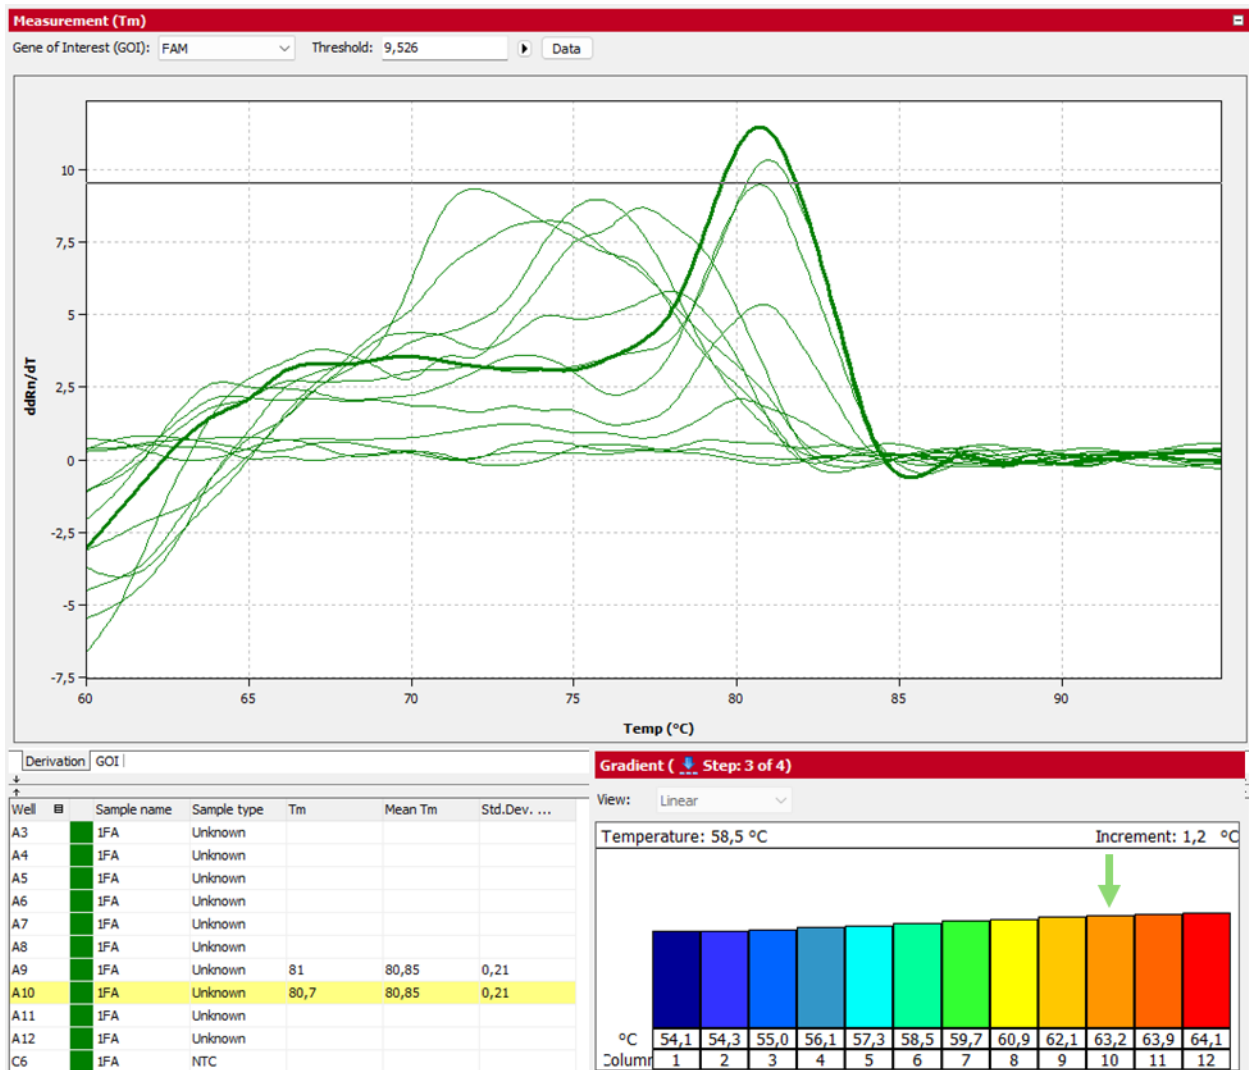 Measurement (Tm)
Gene of Interest (GOI): FAM Threshold: 9,526 Data
10
7,5
5
2,5
0
-2,5
-5
-7,5
ddRn/dT
60 65 70 75 80 85 90
Temp (°C)
Derivation GOI
Well Sample name Sample type Tm Mean Tm Std.Dev. ...
A3 1FA Unknown
A4 1FA Unknown
A5 1FA Unknown
A6 1FA Unknown
A7 1FA Unknown
A8 1FA Unknown
A9 1FA Unknown 81 80,85 0,21
A10 1FA Unknown 80,7 80,85 0,21
A11 1FA Unknown
A12 1FA Unknown
C6 1FA NTC
Gradient ( Step: 3 of 4)
View: Linear
Temperature: 58,5 °C Increment: 1,2 °C
°C 54,1 54,3 55,0 56,1 57,3 58,5 59,7 60,9 62,1 63,2 63,9 64,1
Column 1 2 3 4 5 6 7 8 9 10 11 12